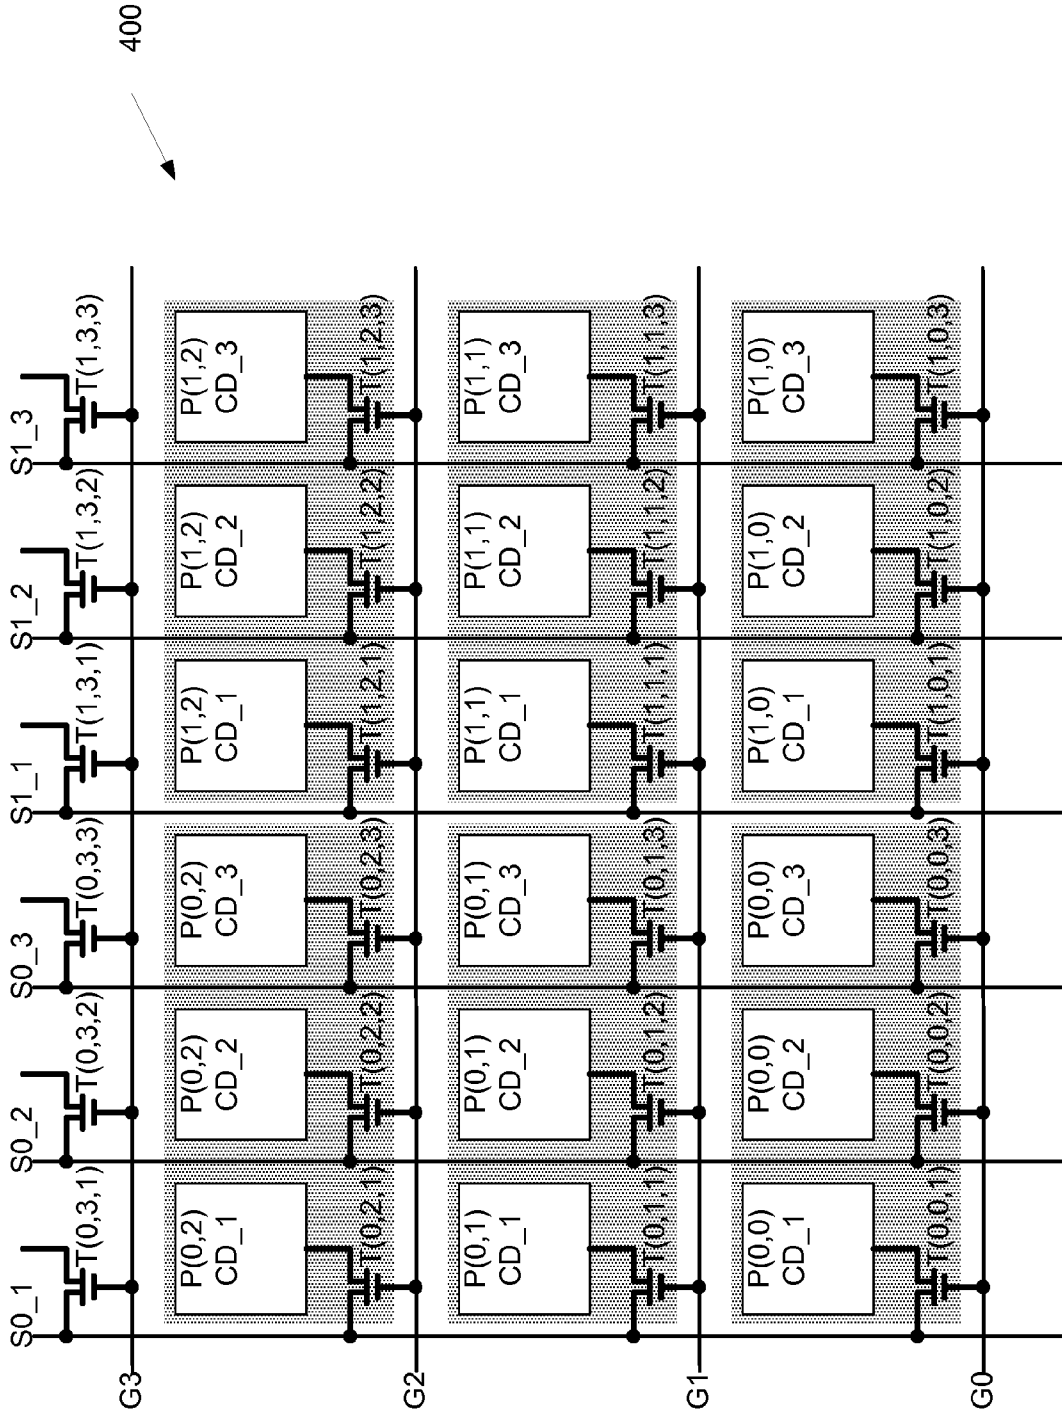 S0_1 S0_2 S0_3 S1_1 S1_2 S1_3
T(0,3,1) T(0,3,2) T(0,3,3) T(1,3,1) T(1,3,2) T(1,3,3)
G3 400
P(0,2) P(0,2) P(0,2) P(1,2) P(1,2) P(1,2)
CD_1 CD_2 CD_3 CD_1 CD_2 CD_3
T(0,2,1) T(0,2,2) T(0,2,3) T(1,2,1) T(1,2,2) T(1,2,3)
G2
P(0,1) P(0,1) P(0,1) P(1,1) P(1,1) P(1,1)
CD_1 CD_2 CD_3 CD_1 CD_2 CD_3
T(0,1,1) T(0,1,2) T(0,1,3) T(1,1,1) T(1,1,2) T(1,1,3)
G1
P(0,0) P(0,0) P(0,0) P(1,0) P(1,0) P(1,0)
CD_1 CD_2 CD_3 CD_1 CD_2 CD_3
T(0,0,1) T(0,0,2) T(0,0,3) T(1,0,1) T(1,0,2) T(1,0,3)
G0